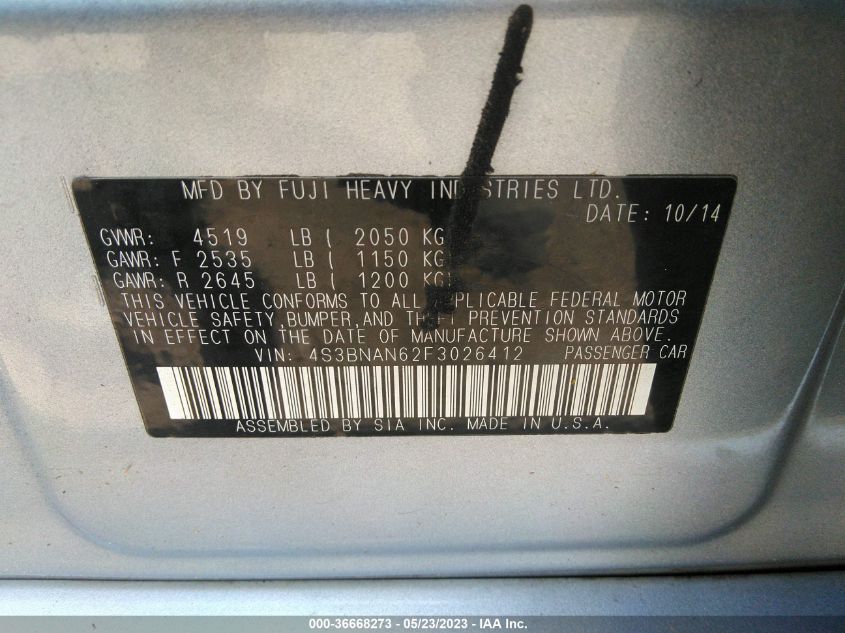 MFD BY FUJI HEAVY INDUSTRIES LTD.
DATE: 10/14
GVWR: 4519 LB ( 2050 KG)
GAWR: F 2535 LB ( 1150 KG)
GAWR: R 2645 LB ( 1200 KG)
THIS VEHICLE CONFORMS TO ALL APPLICABLE FEDERAL MOTOR
VEHICLE SAFETY,BUMPER,AND THEFT PREVENTION STANDARDS
IN EFFECT ON THE DATE OF MANUFACTURE SHOWN ABOVE.
VIN: 4S3BNAN62F3026412 PASSENGER CAR
ASSEMBLED BY SIA INC. MADE IN U.S.A.
000-36668273 - 05/23/2023 - IAA Inc.